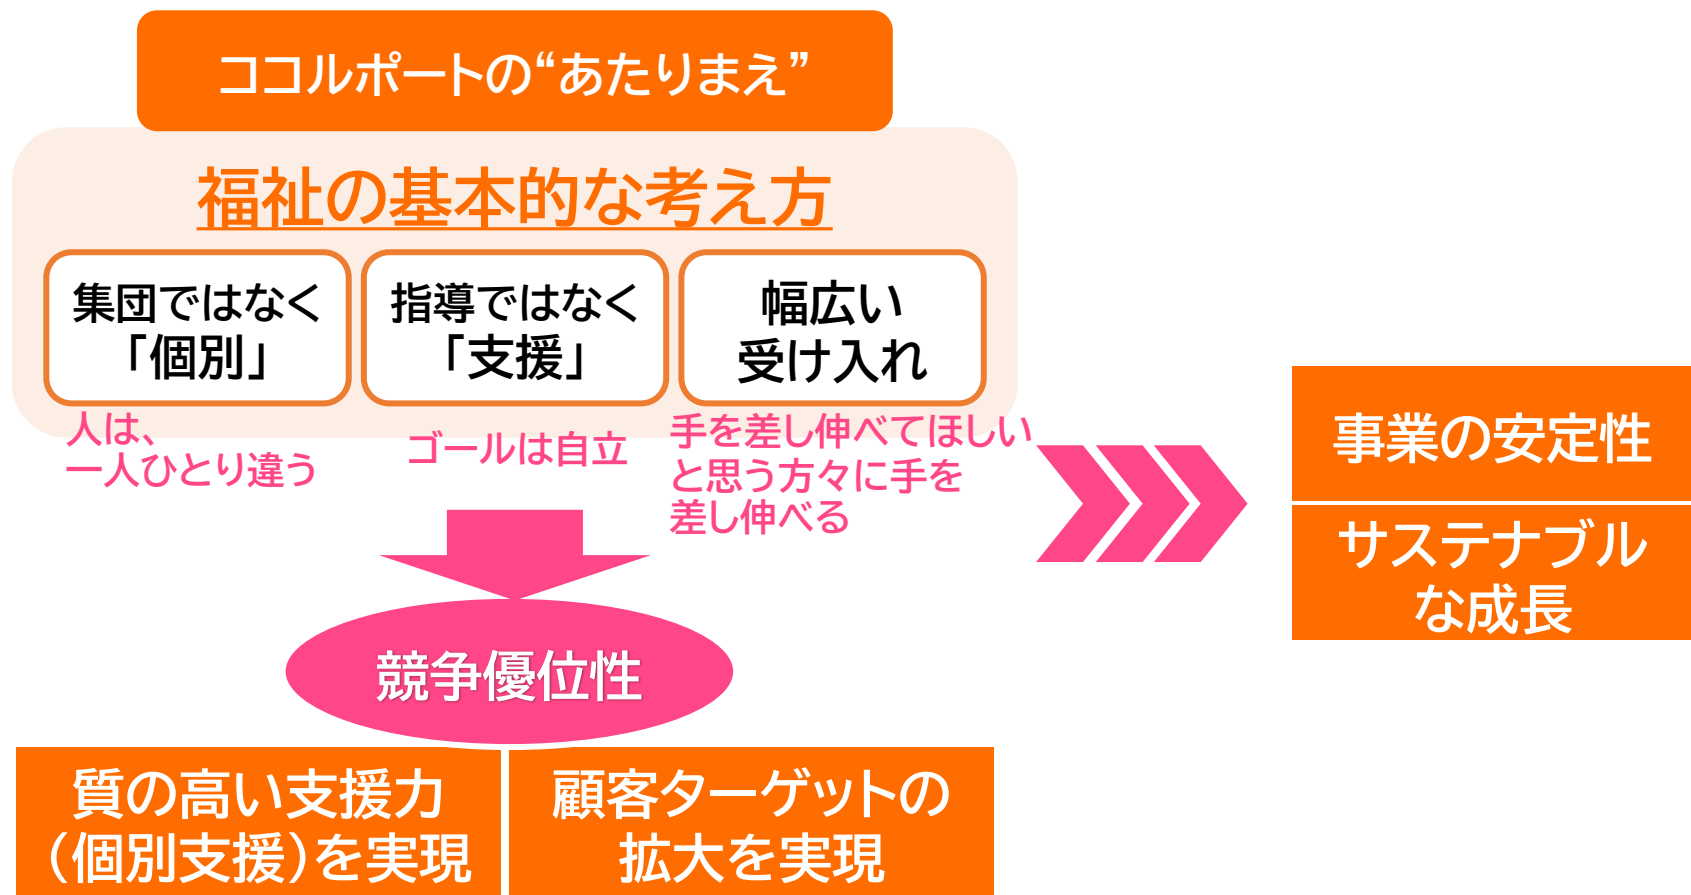 ココルポートの“あたりまえ”
福祉の基本的な考え方
集団ではなく
「個別」
指導ではなく
「支援」
幅広い
受け入れ
人は、
一人ひとり違う
ゴールは自立
手を差し伸べてほしい
と思う方々に手を
差し伸べる
競争優位性
質の高い支援力
（個別支援）を実現
顧客ターゲットの
拡大を実現
事業の安定性
サステナブル
な成長